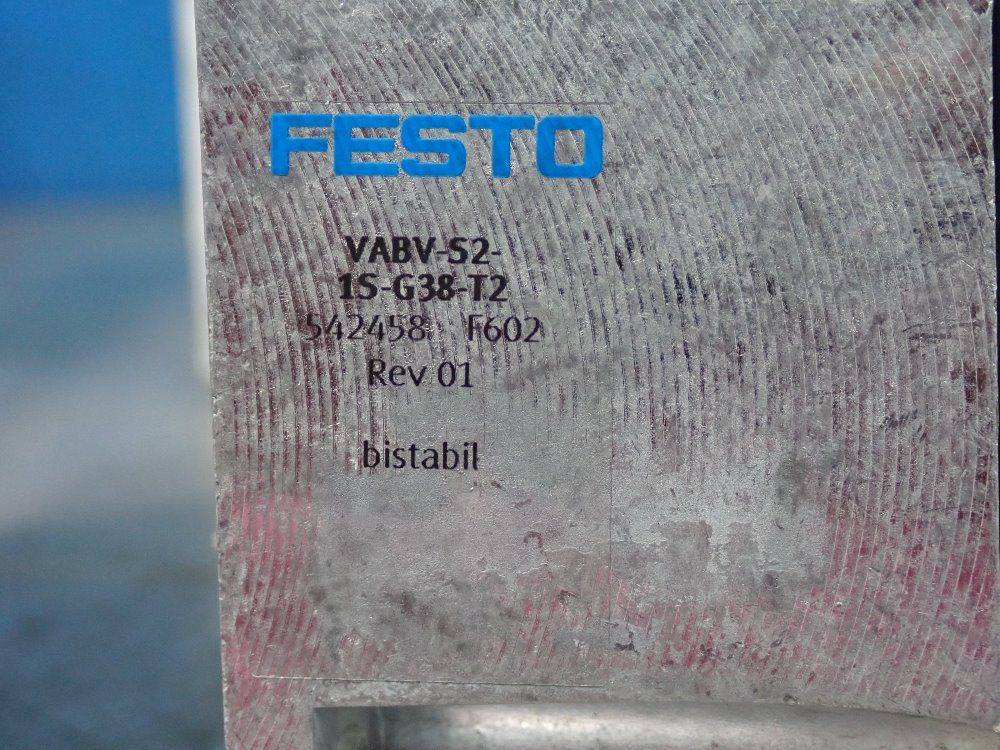 FESTO
VABV-S2-
1S-G38-T2
542458 F602
Rev 01
bistabil